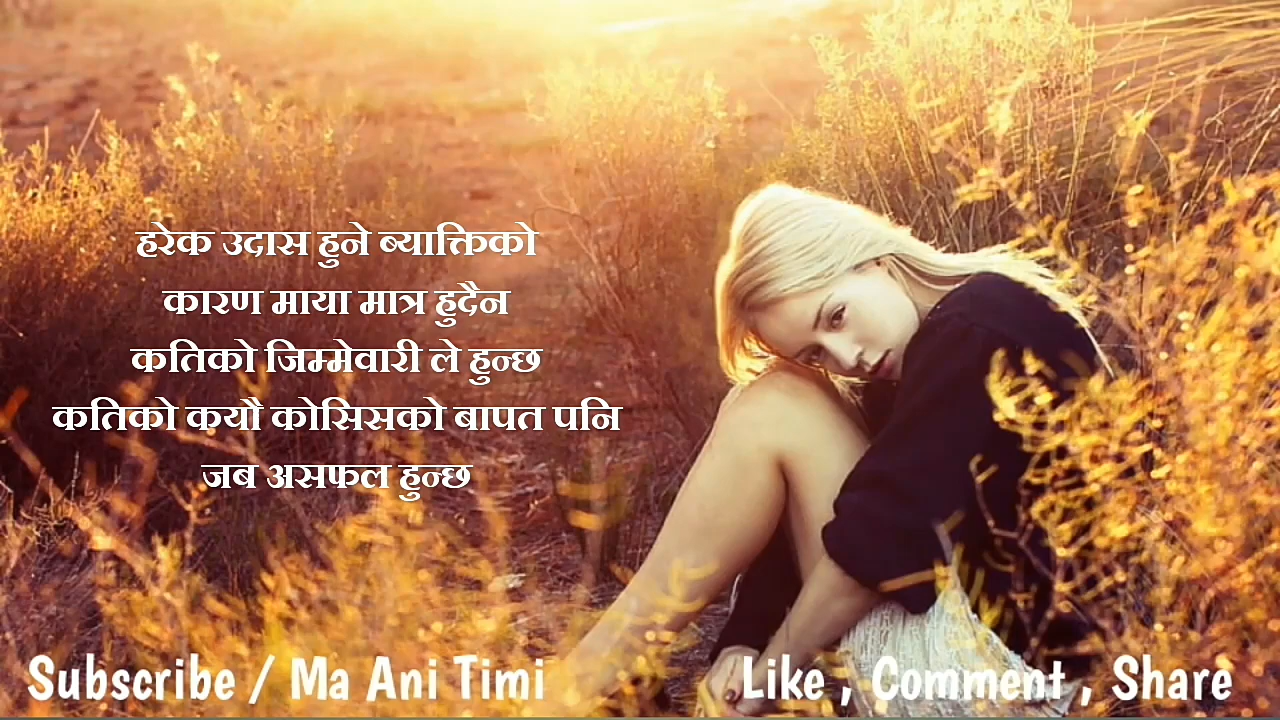 हरेक उदास हुने ब्याक्तिको
कारण माया मात्र हुदैन
कतिको जिम्मेवारी ले हुन्छ
कतिको कयौ कोसिसको बापत पनि
जब असफल हुन्छ
Subscribe / Ma Ani Timi
Like , Comment , Share